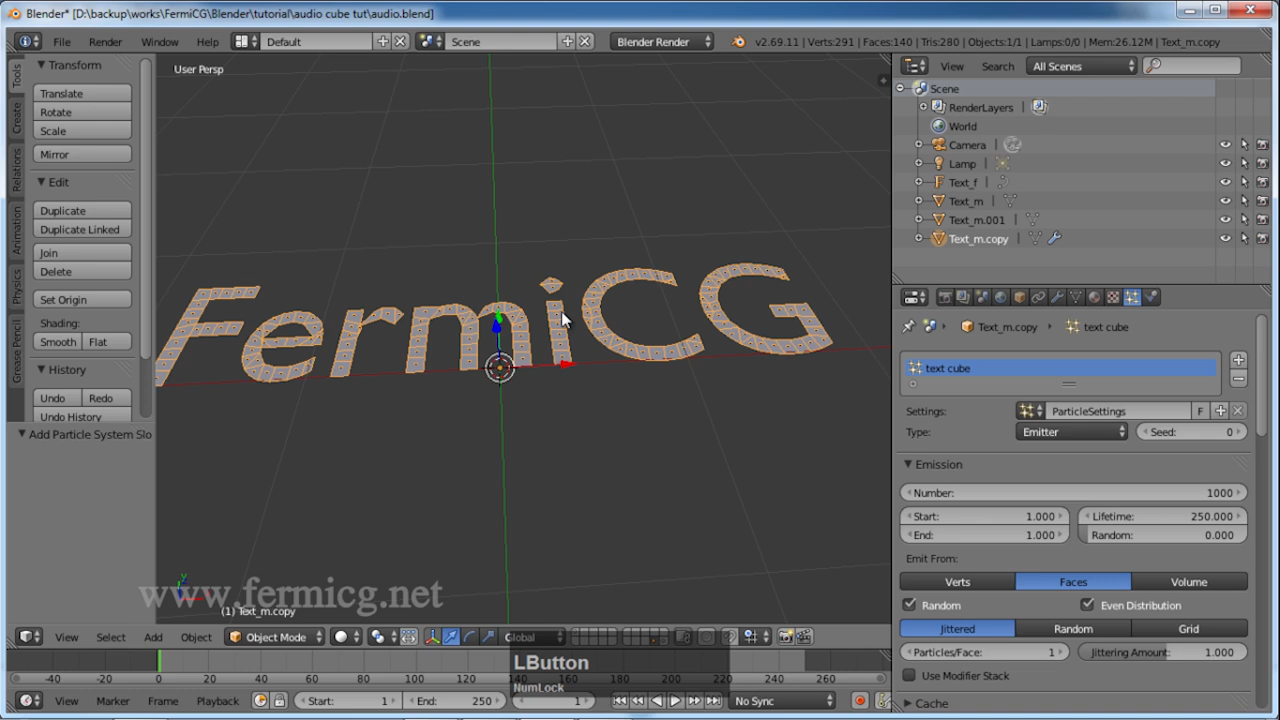 Blender* [D:\backup\works\FermiCG\Blender\tutorial\audio cube tut\audio.blend]
File Render Window Help Default Scene Blender Render v2.69.11 | Verts:291 | Faces:140 | Tris:280 | Objects:1/1 | Lamps:0/0 | Mem:26.12M | Text_m.copy
Tools
Create
Relations
Animation
Physics
Grease Pencil
Transform
Translate
Rotate
Scale
Mirror
Edit
Duplicate
Duplicate Linked
Join
Delete
Set Origin
Shading:
Smooth Flat
History
Undo Redo
Undo History
Add Particle System Slo
User Persp
FermiCG
www.fermicg.net
(1) Text_m.copy
View Select Add Object Object Mode Global
LButton
NumLock
-40 -20 0 20 40 60 80 100 120 140 160 180 200 220 240 260
View Marker Frame Playback Start: 1 End: 250 1 No Sync
View Search All Scenes
Scene
RenderLayers
World
Camera
Lamp
Text_f
Text_m
Text_m.001
Text_m.copy
Text_m.copy text cube
text cube
Settings: ParticleSettings F
Type: Emitter Seed: 0
Emission
Number: 1000
Start: 1.000 Lifetime: 250.000
End: 1.000 Random: 0.000
Emit From:
Verts Faces Volume
Random Even Distribution
Jittered Random Grid
Particles/Face: 1 Jittering Amount: 1.000
Use Modifier Stack
Cache